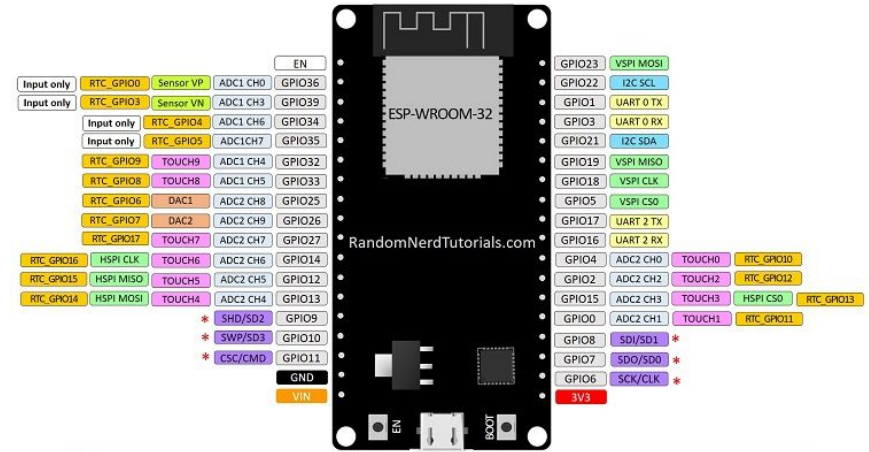 EN GPIO23 VSPI MOSI
Input only RTC_GPIO0 Sensor VP ADC1 CH0 GPIO36 GPIO22 I2C SCL
Input only RTC_GPIO3 Sensor VN ADC1 CH3 GPIO39 GPIO1 UART 0 TX
Input only RTC_GPIO4 ADC1 CH6 GPIO34 ESP-WROOM-32 GPIO3 UART 0 RX
Input only RTC_GPIO5 ADC1CH7 GPIO35 GPIO21 I2C SDA
RTC_GPIO9 TOUCH9 ADC1 CH4 GPIO32 GPIO19 VSPI MISO
RTC_GPIO8 TOUCH8 ADC1 CH5 GPIO33 GPIO18 VSPI CLK
RTC_GPIO6 DAC1 ADC2 CH8 GPIO25 GPIO5 VSPI CS0
RTC_GPIO7 DAC2 ADC2 CH9 GPIO26 GPIO17 UART 2 TX
RTC_GPIO17 TOUCH7 ADC2 CH7 GPIO27 RandomNerdTutorials.com GPIO16 UART 2 RX
RTC_GPIO16 HSPI CLK TOUCH6 ADC2 CH6 GPIO14 GPIO4 ADC2 CH0 TOUCH0 RTC_GPIO10
RTC_GPIO15 HSPI MISO TOUCH5 ADC2 CH5 GPIO12 GPIO2 ADC2 CH2 TOUCH2 RTC_GPIO12
RTC_GPIO14 HSPI MOSI TOUCH4 ADC2 CH4 GPIO13 GPIO15 ADC2 CH3 TOUCH3 HSPI CS0 RTC_GPIO13
* SHD/SD2 GPIO9 GPIO0 ADC2 CH1 TOUCH1 RTC_GPIO11
* SWP/SD3 GPIO10 GPIO8 SDI/SD1 *
* CSC/CMD GPIO11 GPIO7 SDO/SD0 *
GND GPIO6 SCK/CLK *
VIN 3V3
EN BOOT